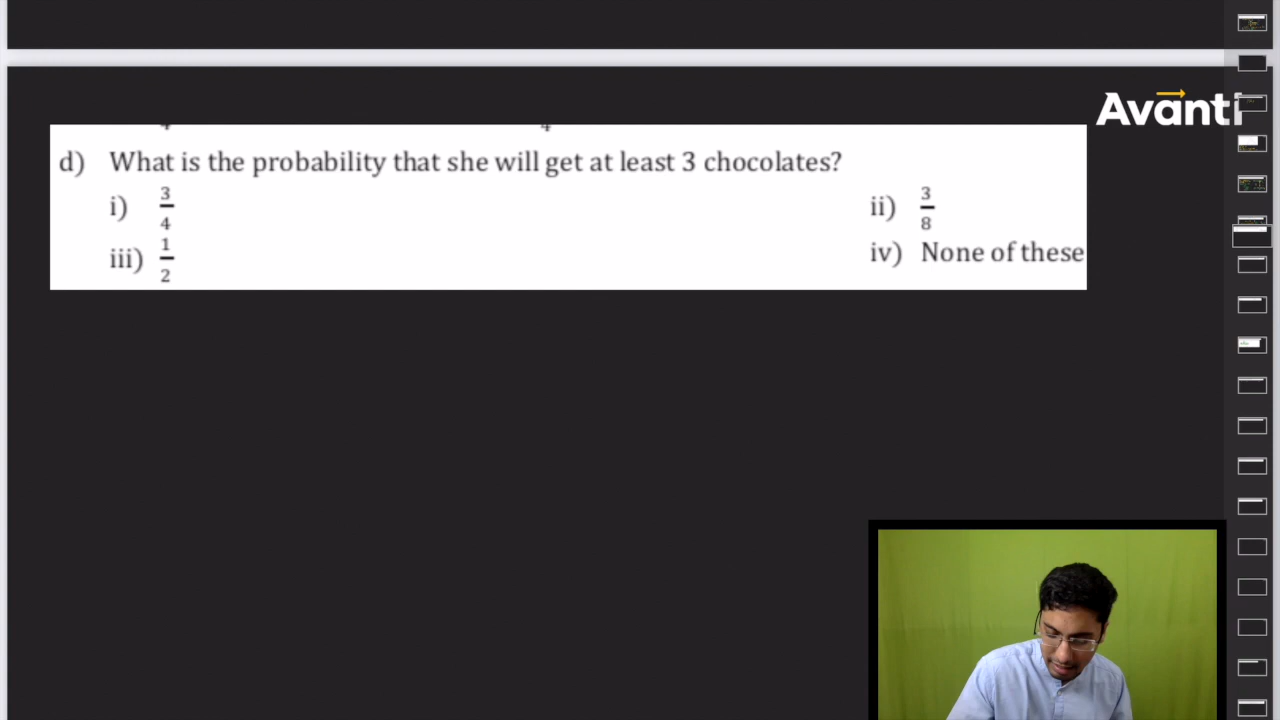 Avanti
d) What is the probability that she will get at least 3 chocolates?
i) 3/4
ii) 3/8
iii) 1/2
iv) None of these